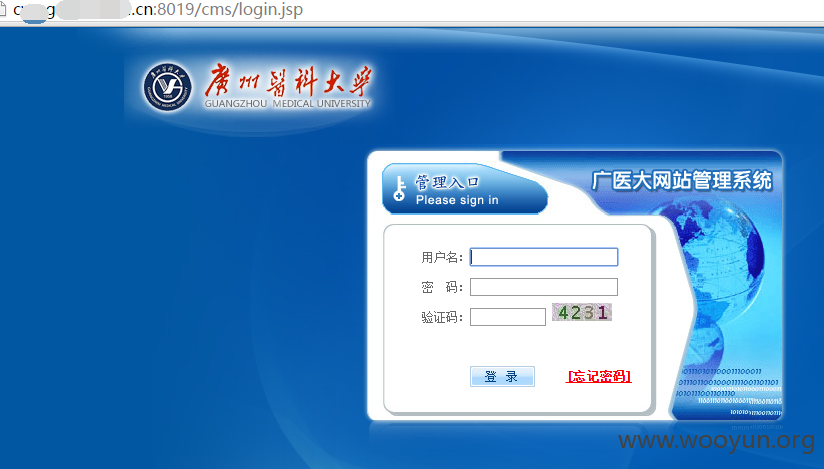 .cn:8019/cms/login.jsp
廣州醫科大學
GUANGZHOU MEDICAL UNIVERSITY
管理入口
Please sign in
广医大网站管理系统
用户名：
密 码：
验证码：
4231
登 录
[忘记密码]
www.wooyun.org